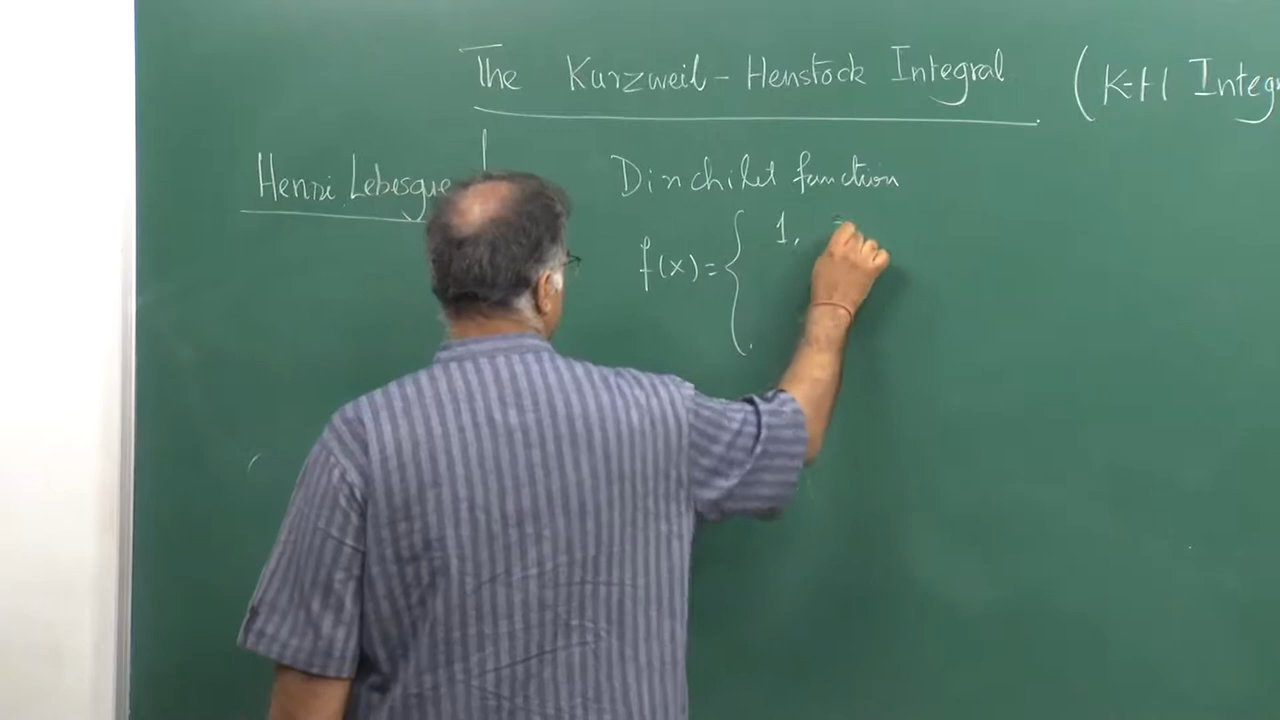 The Kurzweil-Henstock Integral (K-H Integ
Henri Lebesgue
Dirichlet function
f(x) = { 1,